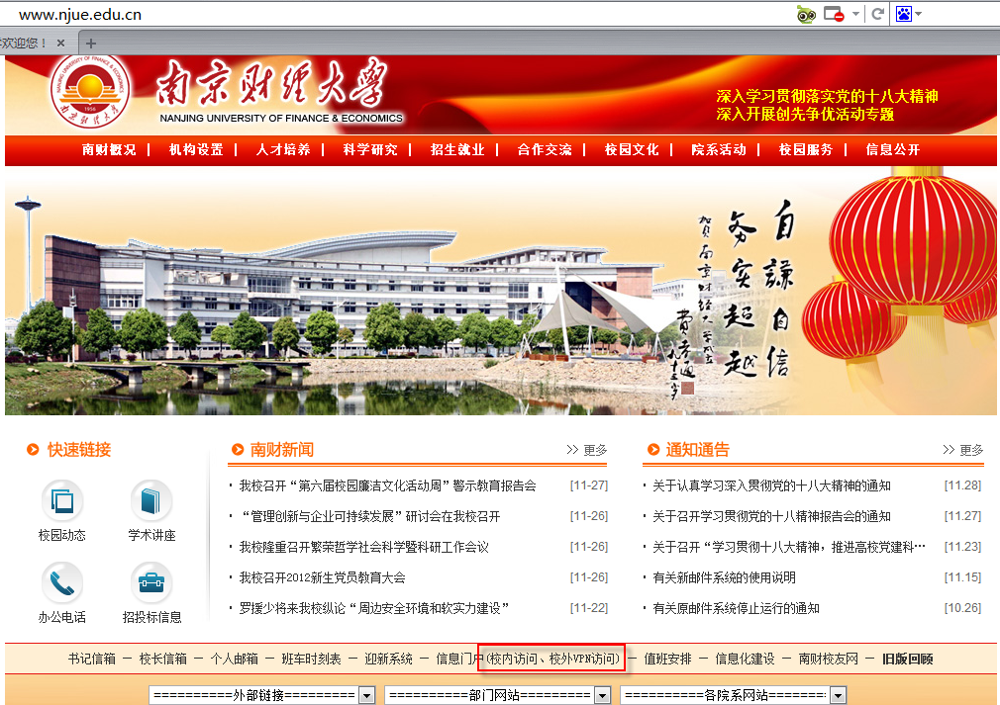 www.njue.edu.cn
欢迎您！ × +
南京财经大學
NANJING UNIVERSITY OF FINANCE & ECONOMICS
深入学习贯彻落实党的十八大精神
深入开展创先争优活动专题
南财概况 | 机构设置 | 人才培养 | 科学研究 | 招生就业 | 合作交流 | 校园文化 | 院系活动 | 校园服务 | 信息公开
自謙自信
务实超越
贺南京财经大学成立
费孝通
快速链接
校园动态
学术讲座
办公电话
招投标信息
南财新闻 >> 更多
· 我校召开“第六届校园廉洁文化活动周”警示教育报告会 [11-27]
· “管理创新与企业可持续发展”研讨会在我校召开 [11-26]
· 我校隆重召开繁荣哲学社会科学暨科研工作会议 [11-26]
· 我校召开2012新生党员教育大会 [11-26]
· 罗援少将来我校纵论“周边安全环境和软实力建设” [11-22]
通知通告 >> 更多
· 关于认真学习深入贯彻党的十八大精神的通知 [11.28]
· 关于召开学习贯彻党的十八精神报告会的通知 [11.27]
· 关于召开“学习贯彻十八大精神，推进高校党建科… [11.23]
· 有关新邮件系统的使用说明 [11.15]
· 有关原邮件系统停止运行的通知 [10.26]
书记信箱 － 校长信箱 － 个人邮箱 － 班车时刻表 － 迎新系统 － 信息门户(校内访问、校外VPN访问) － 值班安排 － 信息化建设 － 南财校友网 － 旧版回顾
==========外部链接========= ==========部门网站========= ==========各院系网站=======: